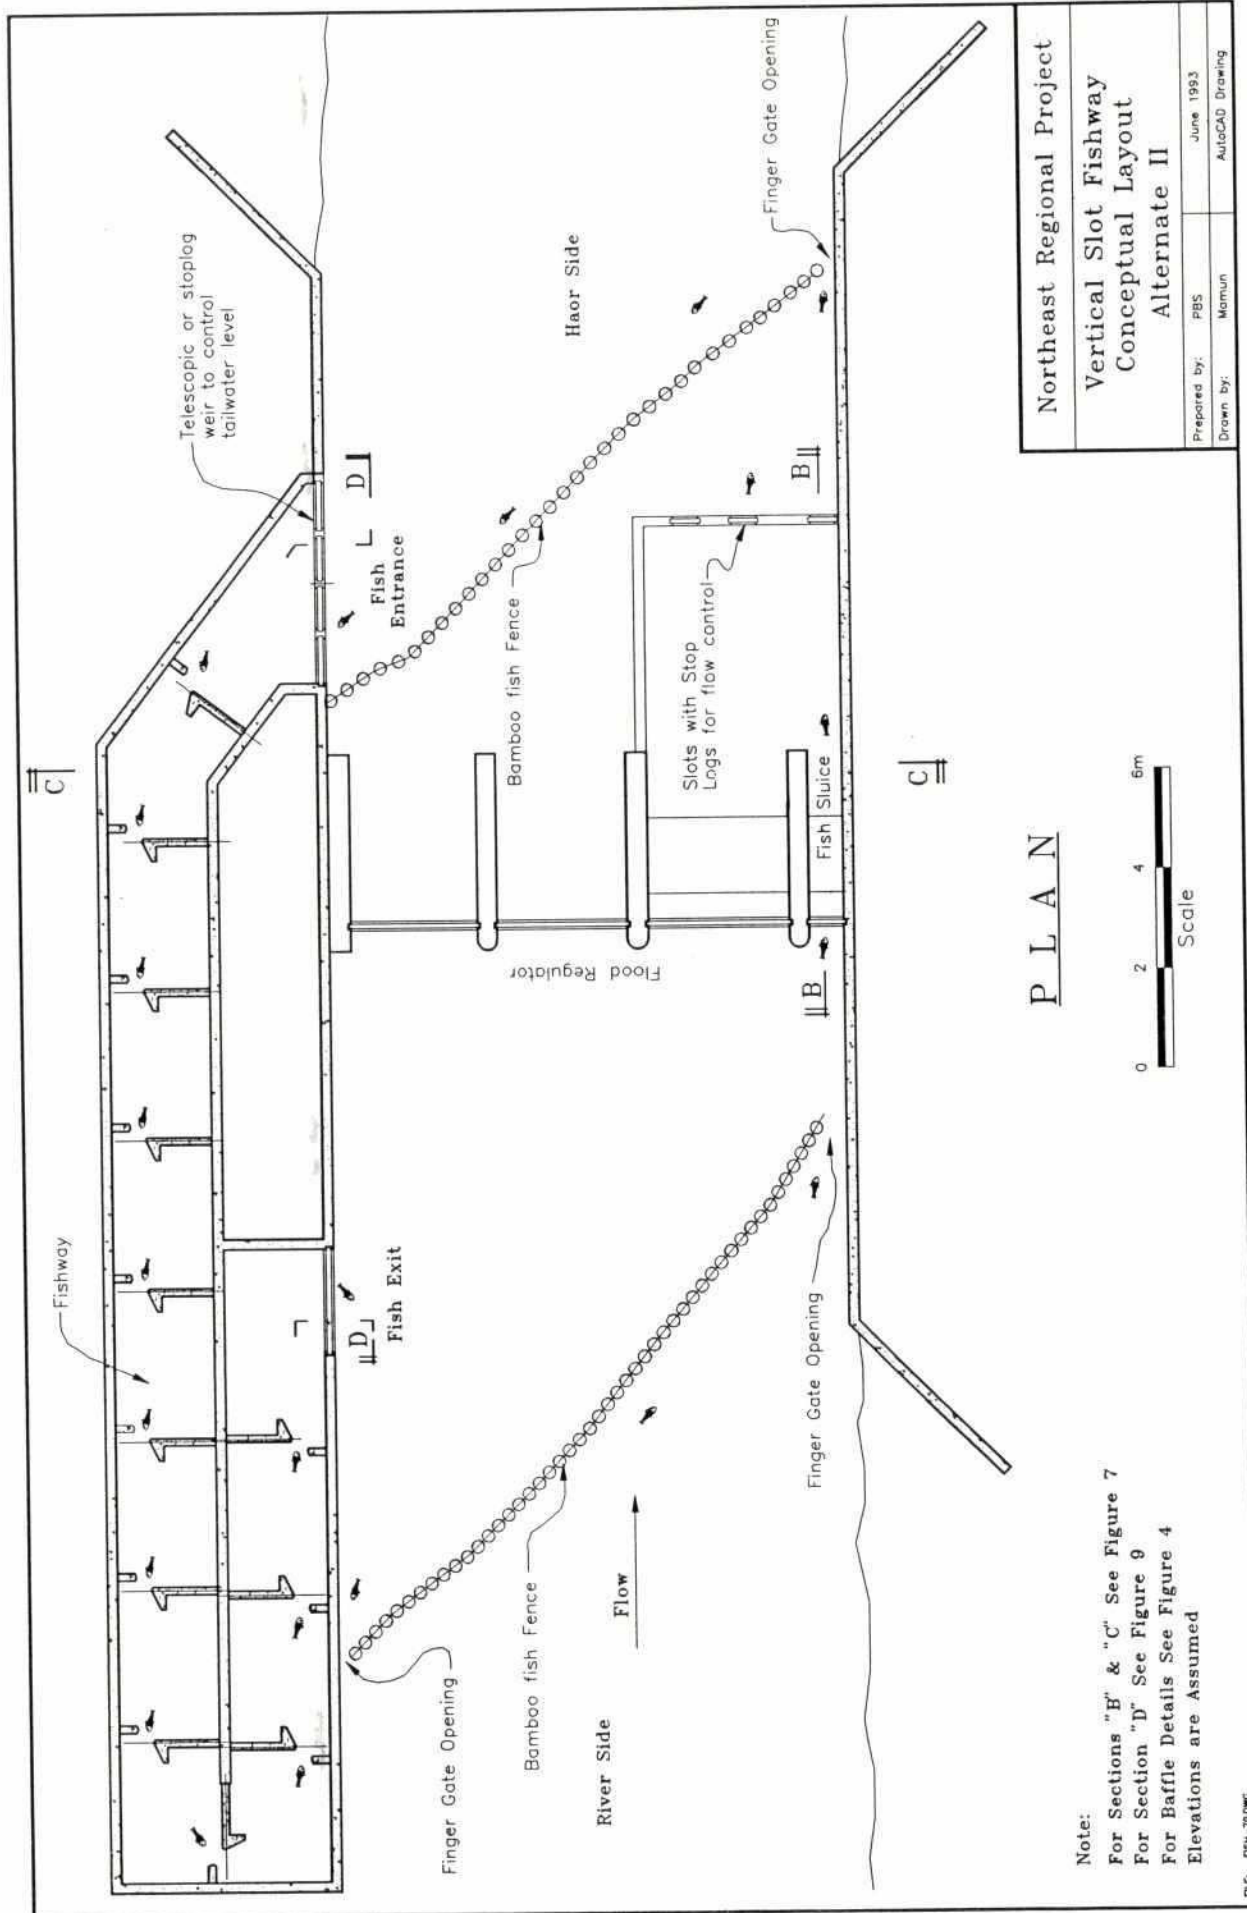 Northeast Regional Project
Vertical Slot Fishway
Conceptual Layout
Alternate II
Prepared by:
PBS
June 1993
Drawn by:
Mamun
AutoCAD Drawing
Telescopic or stoplog
weir to control
tailwater level
Finger Gate Opening
Haor Side
D
Fish
Entrance
B
Bamboo fish Fence
Slots with Stop
Logs for flow control
C
C
Fish Sluice
Flood Regulator
B
Fishway
D
Fish Exit
Finger Gate Opening
Bamboo fish Fence
Flow
River Side
Finger Gate Opening
PLAN
0
2
4
6m
Scale
Note:
For Sections "B" & "C" See Figure 7
For Section "D" See Figure 9
For Baffle Details See Figure 4
Elevations are Assumed